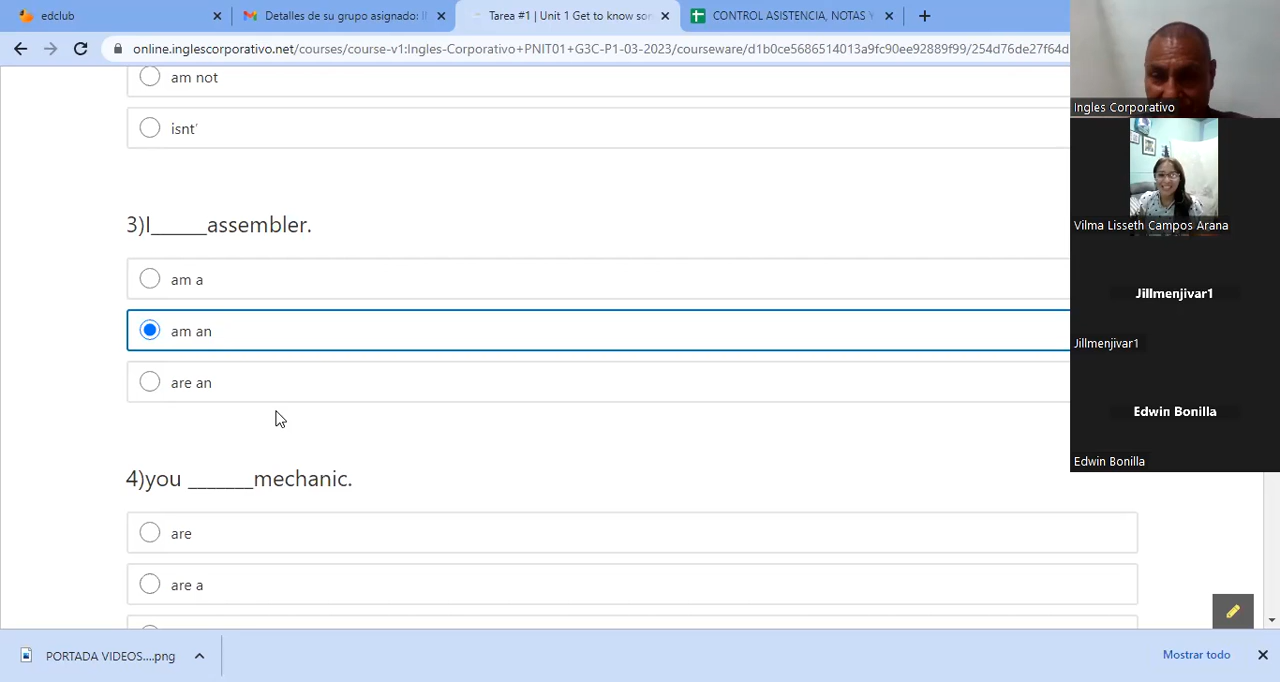 edclub
Detalles de su grupo asignado: I
Tarea #1 | Unit 1 Get to know so
CONTROL ASISTENCIA, NOTAS Y
online.inglescorporativo.net/courses/course-v1:Ingles-Corporativo+PNIT01+G3C-P1-03-2023/courseware/d1b0ce5686514013a9fc90ee92889f99/254d76de27f64d
am not
isnt'
3)I______assembler.
am a
am an
are an
4)you _______mechanic.
are
are a
Ingles Corporativo
Vilma Lisseth Campos Arana
Jillmenjivar1
Jillmenjivar1
Edwin Bonilla
Edwin Bonilla
PORTADA VIDEOS....png
Mostrar todo